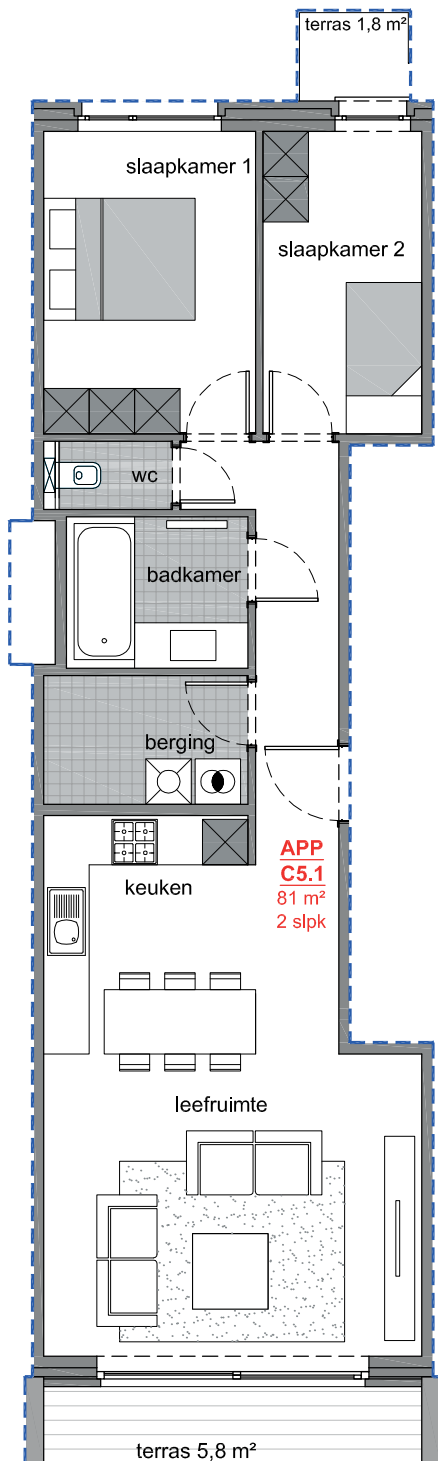 terras 1,8 m²
slaapkamer 1
slaapkamer 2
wc
badkamer
berging
APP
C5.1
81 m²
2 slpk
keuken
leefruimte
terras 5,8 m²